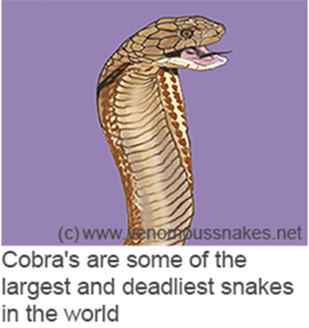 (c) www.venomoussnakes.net
Cobra's are some of the
largest and deadliest snakes
in the world